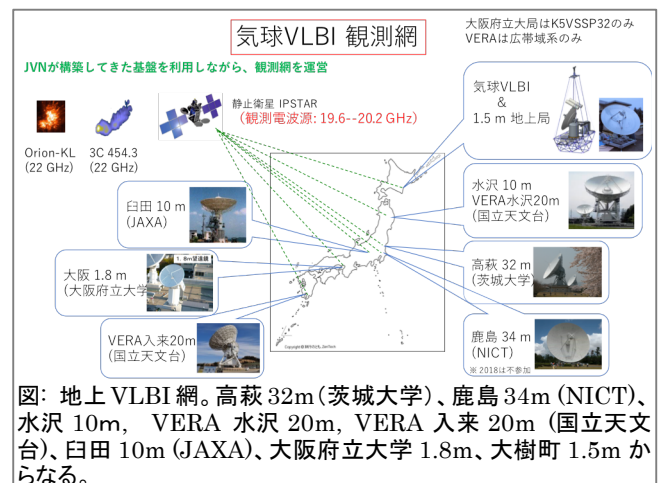 気球VLBI 観測網
大阪府立大局はK5VSSP32のみ
VERAは広帯域系のみ
JVNが構築してきた基盤を利用しながら、観測網を運営
静止衛星 IPSTAR
(観測電波源: 19.6--20.2 GHz)
Orion-KL
(22 GHz)
3C 454.3
(22 GHz)
気球VLBI
&
1.5 m 地上局
臼田 10 m
(JAXA)
水沢 10 m
VERA水沢20m
(国立天文台)
1.8m望遠鏡
大阪 1.8 m
(大阪府立大学)
高萩 32 m
(茨城大学)
VERA入来20m
(国立天文台)
鹿島 34 m
(NICT)
※ 2018は不参加
図: 地上 VLBI 網。高萩 32m(茨城大学)、鹿島 34m (NICT)、
水沢 10m, VERA 水沢 20m, VERA 入来 20m (国立天文
台)、臼田 10m (JAXA)、大阪府立大学 1.8m、大樹町 1.5m か
らなる。